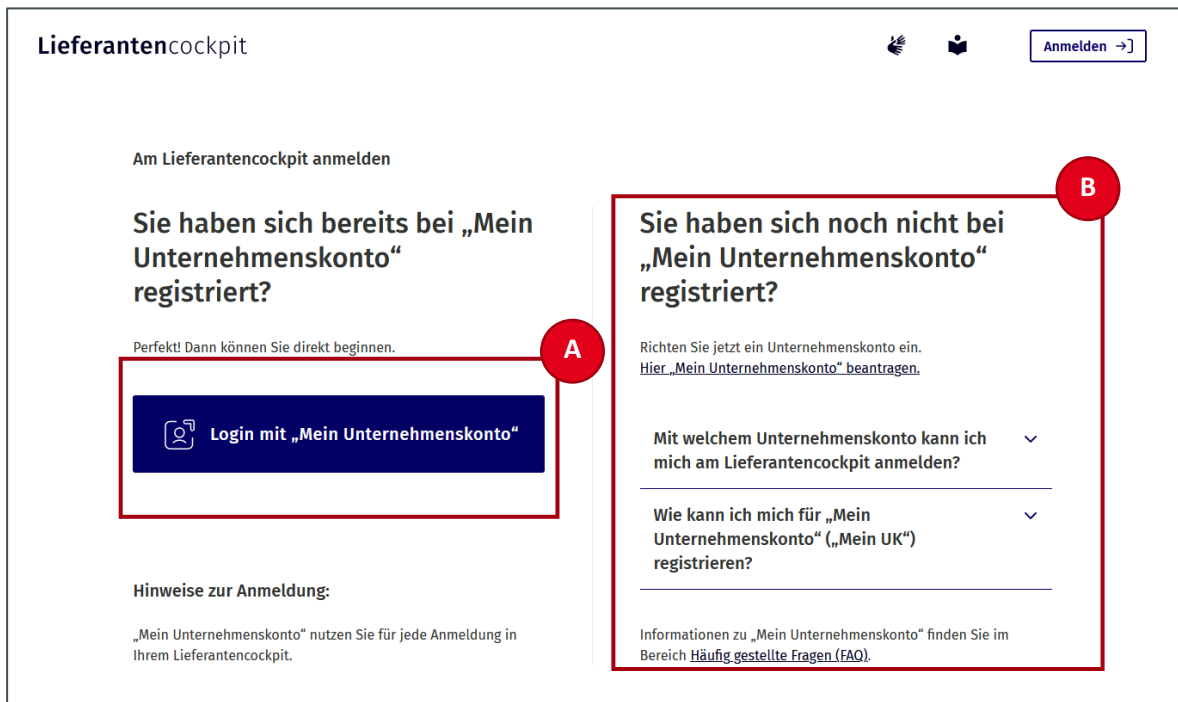 Lieferantencockpit
Anmelden
Am Lieferantencockpit anmelden
Sie haben sich bereits bei „Mein
Unternehmenskonto“
registriert?
Perfekt! Dann können Sie direkt beginnen.
A
Login mit „Mein Unternehmenskonto“
Hinweise zur Anmeldung:
„Mein Unternehmenskonto“ nutzen Sie für jede Anmeldung in
Ihrem Lieferantencockpit.
B
Sie haben sich noch nicht bei
„Mein Unternehmenskonto“
registriert?
Richten Sie jetzt ein Unternehmenskonto ein.
Hier „Mein Unternehmenskonto“ beantragen.
Mit welchem Unternehmenskonto kann ich
mich am Lieferantencockpit anmelden?
Wie kann ich mich für „Mein
Unternehmenskonto“ („Mein UK“)
registrieren?
Informationen zu „Mein Unternehmenskonto“ finden Sie im
Bereich Häufig gestellte Fragen (FAQ).